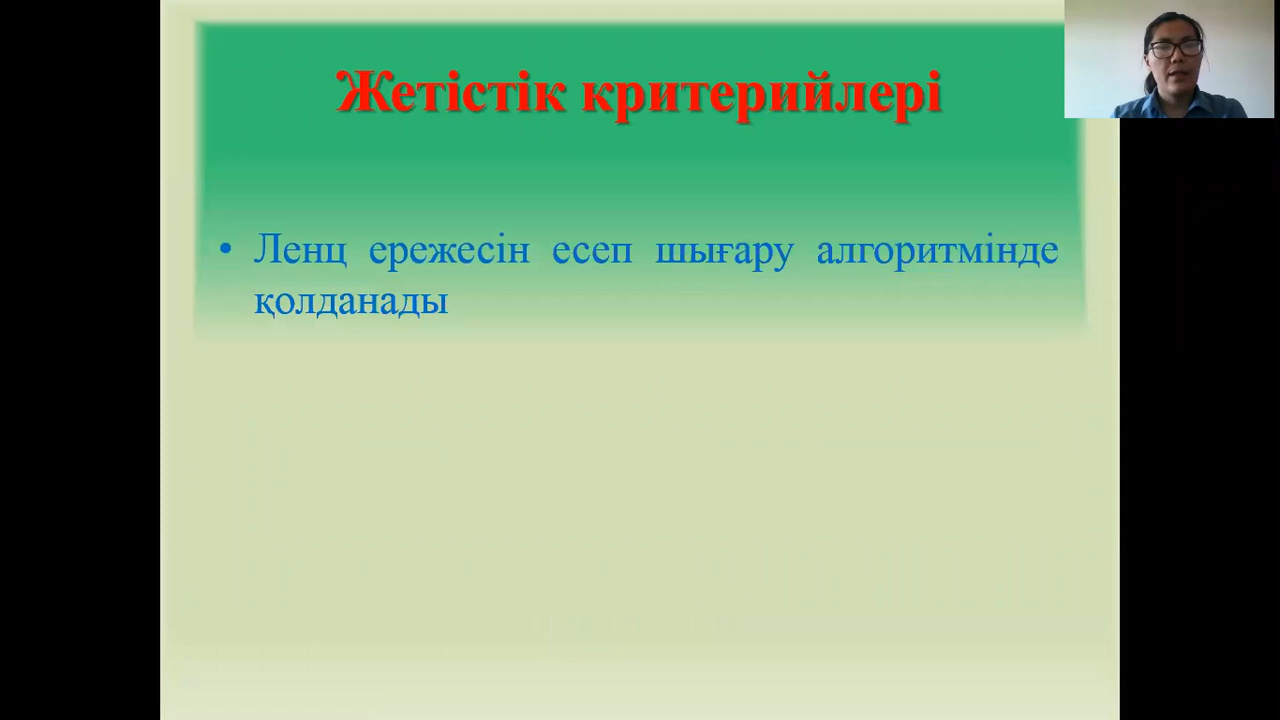 Жетістік критерийлері
• Ленц ережесін есеп шығару алгоритмінде
қолданады